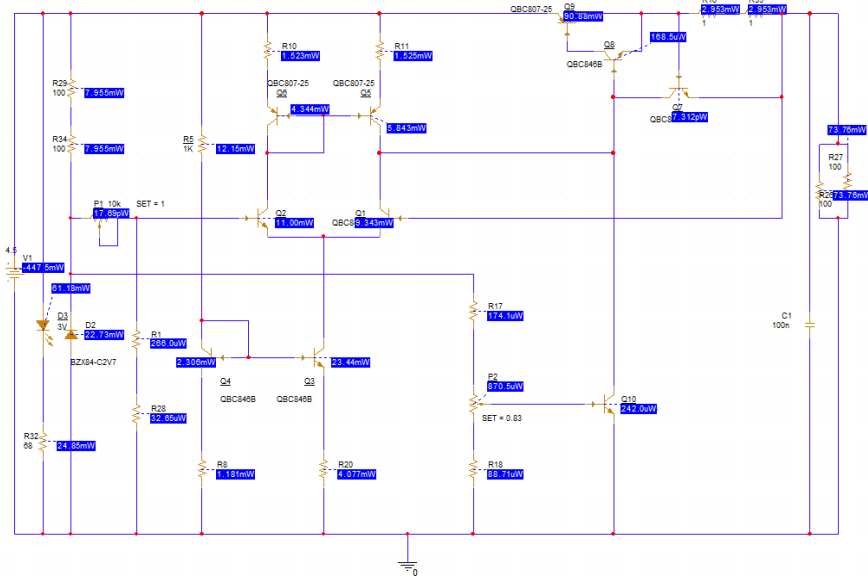 QBC807-25
Q9
90.88mW
2.953mW
2.953mW
1
1
R10
1.523mW
R11
1.525mW
Q8
168.5uW
QBC846B
R29
100
7.955mW
QBC807-25
Q6
QBC807-25
Q5
4.344mW
5.843mW
Q7
7.312pW
R34
100
7.955mW
R5
1K
12.15mW
73.76mW
R27
100
73.76mW
100
P1
10k
SET = 1
17.69pW
Q2
11.00mW
Q1
9.343mW
4.5
V1
-447.5mW
61.18mW
D3
3V
D2
22.73mW
BZX84-C2V7
R1
266.0uW
R17
174.1uW
C1
100n
2.306mW
Q4
QBC846B
23.44mW
Q3
QBC846B
P2
870.5uW
SET = 0.83
Q10
242.0uW
R28
32.65uW
R32
68
24.85mW
R8
1.181mW
R20
4.077mW
R18
88.71uW
0